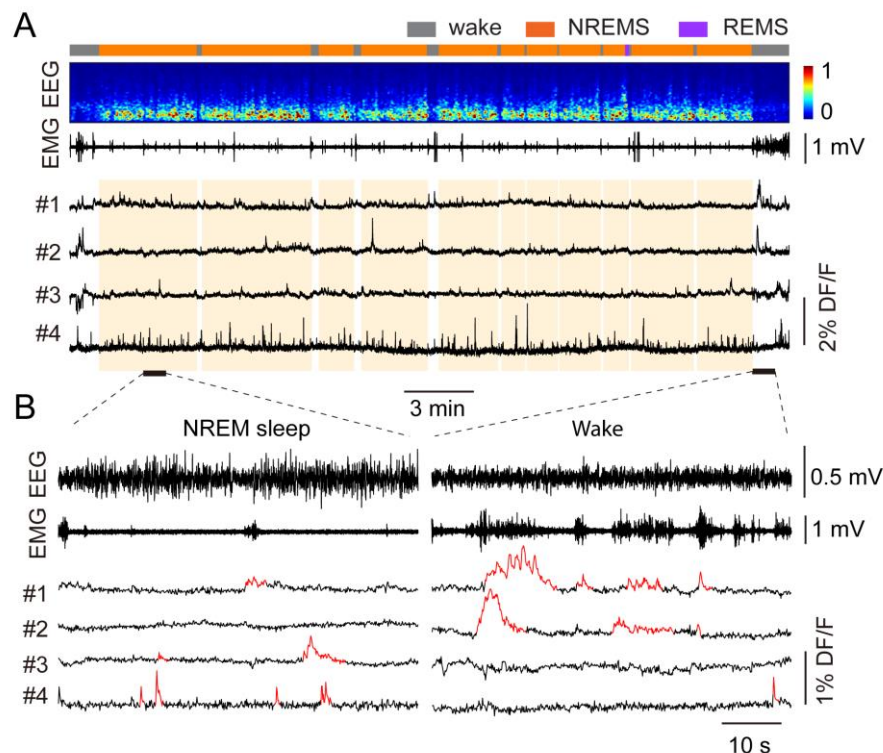 A
wake NREMS REMS
EEG
1
0
EMG
1 mV
#1
#2
#3
#4
2% DF/F
3 min
B
NREM sleep Wake
EEG
0.5 mV
EMG
1 mV
#1
#2
#3
#4
1% DF/F
10 s